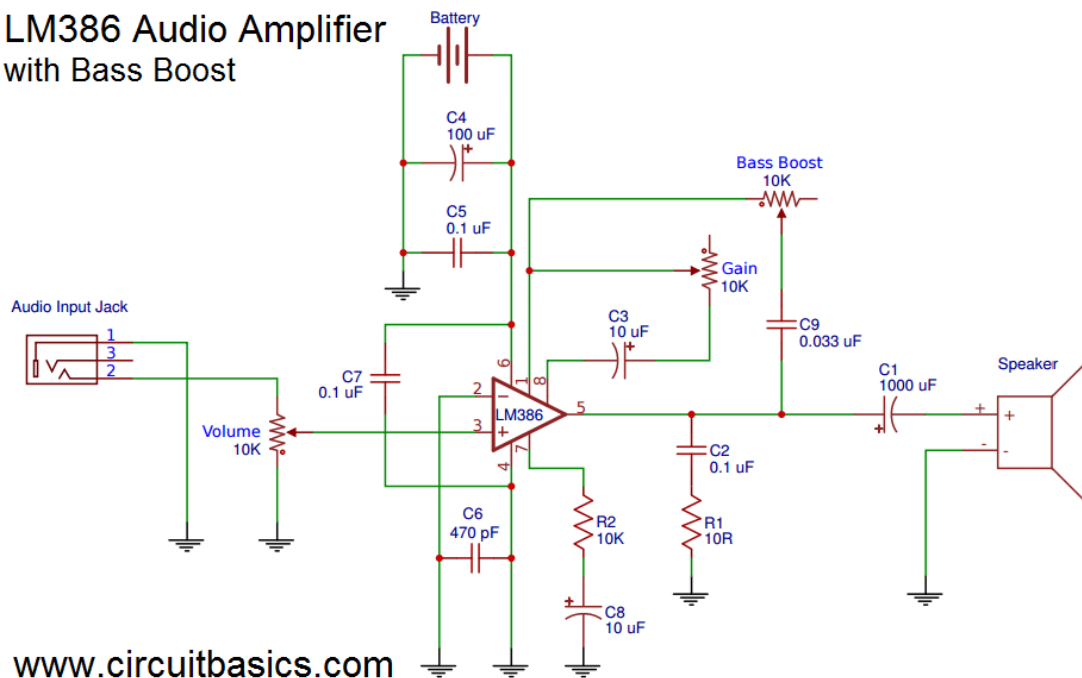 LM386 Audio Amplifier
with Bass Boost
Battery
C4
100 uF
+
C5
0.1 uF
Bass Boost
10K
Gain
10K
Audio Input Jack
1
3
2
C3
10 uF
+
C9
0.033 uF
C7
0.1 uF
6
1
8
2
3
LM386
5
7
4
Volume
10K
C1
1000 uF
+
Speaker
+
+
-
-
C2
0.1 uF
R1
10R
C6
470 pF
R2
10K
+
C8
10 uF
www.circuitbasics.com